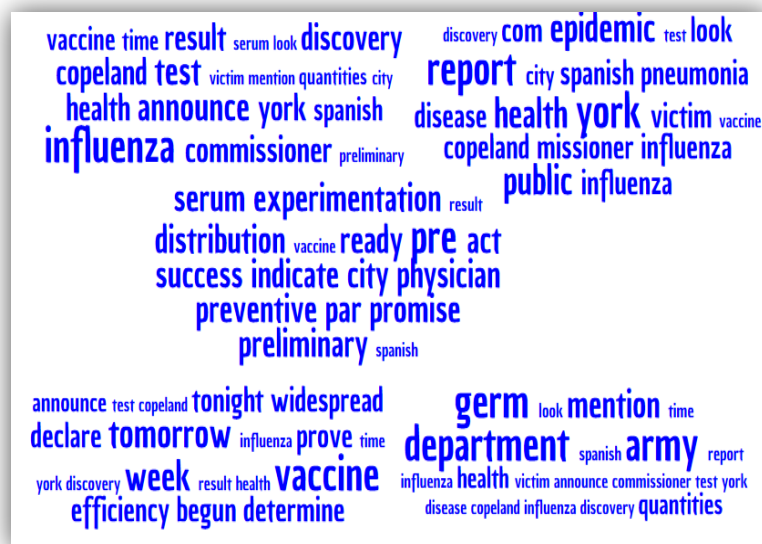 vaccine time result serum look discovery
copeland test victim mention quantities city
health announce york spanish
influenza commissioner preliminary
discovery com epidemic test look
report city spanish pneumonia
disease health york victim vaccine
copeland missioner influenza
public influenza
serum experimentation result
distribution vaccine ready pre act
success indicate city physician
preventive par promise
preliminary spanish
announce test copeland tonight widespread
declare tomorrow influenza prove time
york discovery week result health vaccine
efficiency begun determine
germ look mention time
department spanish army report
influenza health victim announce commissioner test york
disease copeland influenza discovery quantities